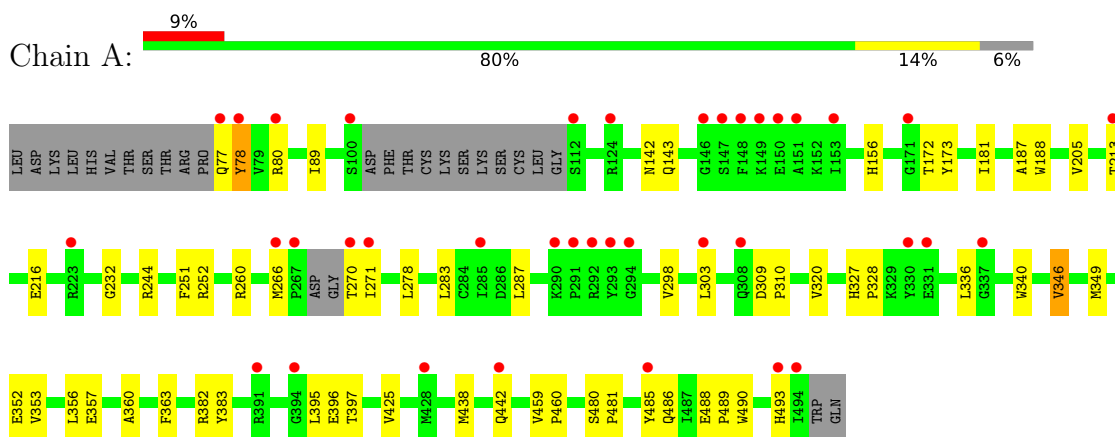 9%
Chain A:
80% 14% 6%
LEU ASP LYS LEU HIS VAL THR SER THR ARG PRO Q77 Y78 V79 R80 I89 S100 ASP PHE THR CYS LYS SER LYS SER CYS LEU GLY S112 R124 N142 Q143 G146 S147 F148 K149 E150 A151 K152 I153 H156 G171 T172 Y173 I181 A187 W188 V205 T213
E216 R223 G232 R244 F251 R252 R260 M266 P267 ASP GLY T270 I271 L278 L283 C284 I285 D286 L287 K290 P291 R292 Y293 G294 V298 L303 Q308 D309 P310 V320 H327 P328 K329 Y330 E331 L336 G337 W340 V346 M349
E352 V353 L356 E357 A360 F363 R382 Y383 R391 G394 L395 E396 T397 V425 M428 M438 Q442 V459 P460 S480 P481 Y485 Q486 I487 E488 P489 W490 H493 I494 TRP GLN